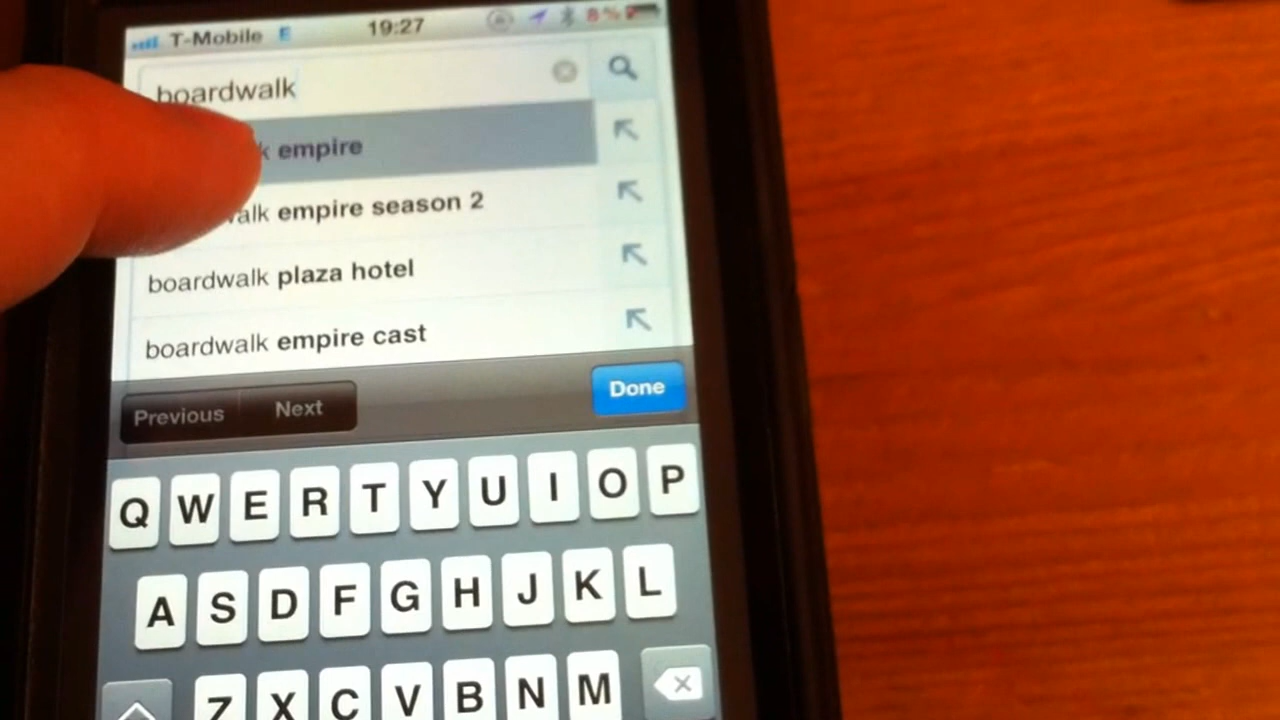 T-Mobile E 19:27 8%
boardwalk
k empire
walk empire season 2
boardwalk plaza hotel
boardwalk empire cast
Previous Next Done
Q W E R T Y U I O P
A S D F G H J K L
Z X C V B N M